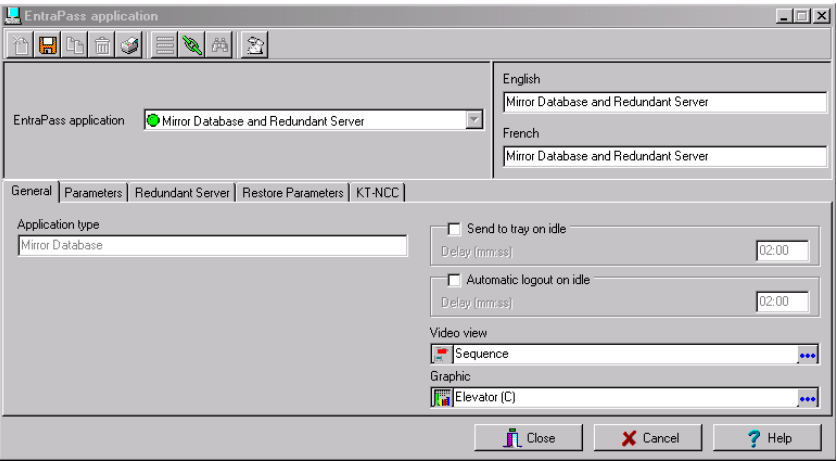 EntraPass application
English
Mirror Database and Redundant Server
EntraPass application
Mirror Database and Redundant Server
French
Mirror Database and Redundant Server
General
Parameters
Redundant Server
Restore Parameters
KT-NCC
Application type
Mirror Database
Send to tray on idle
Delay (mm:ss)
02:00
Automatic logout on idle
Delay (mm:ss)
02:00
Video view
Sequence
Graphic
Elevator (C)
Close
Cancel
Help